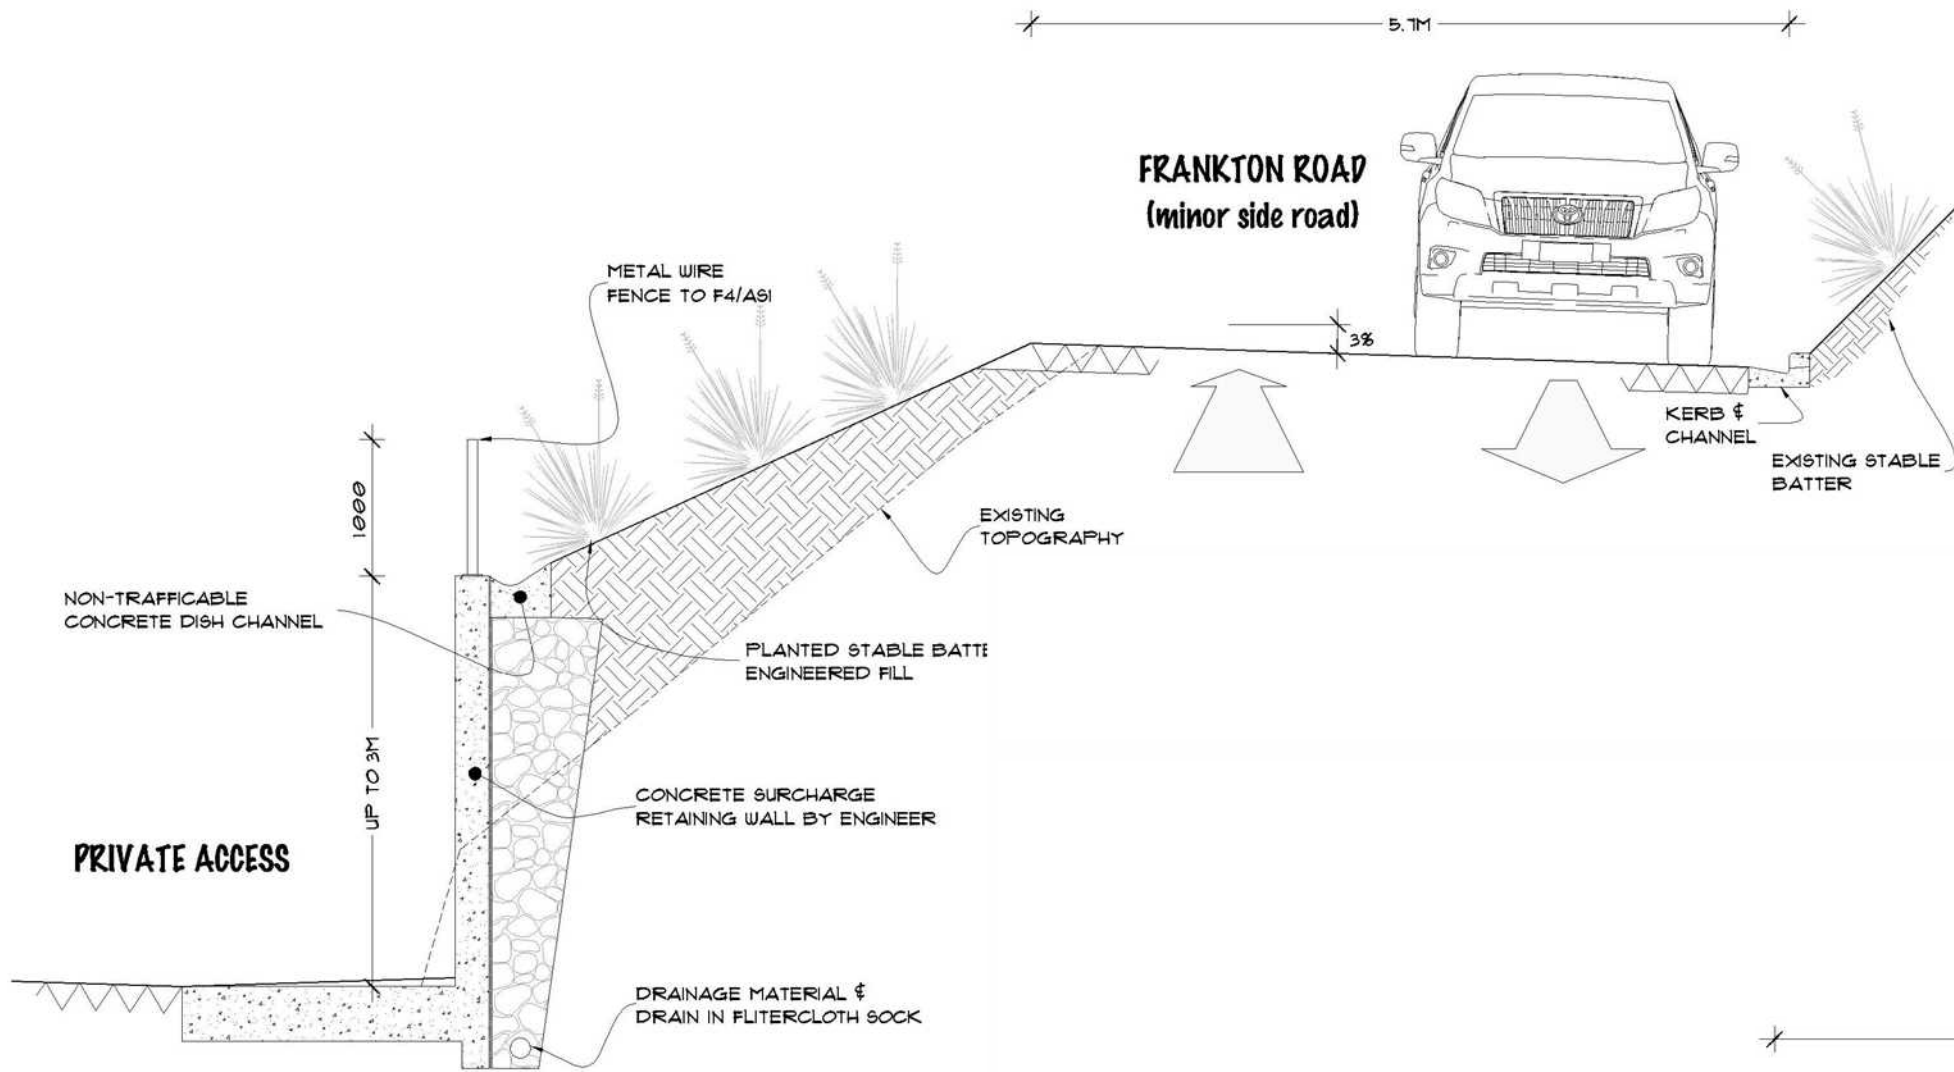 5.7M
FRANKTON ROAD
(minor side road)
METAL WIRE
FENCE TO F4/AS1
3%
KERB &
CHANNEL
EXISTING STABLE
BATTER
1000
EXISTING
TOPOGRAPHY
NON-TRAFFICABLE
CONCRETE DISH CHANNEL
PLANTED STABLE BATTE
ENGINEERED FILL
UP TO 3M
CONCRETE SURCHARGE
RETAINING WALL BY ENGINEER
PRIVATE ACCESS
DRAINAGE MATERIAL &
DRAIN IN FLITERCLOTH SOCK